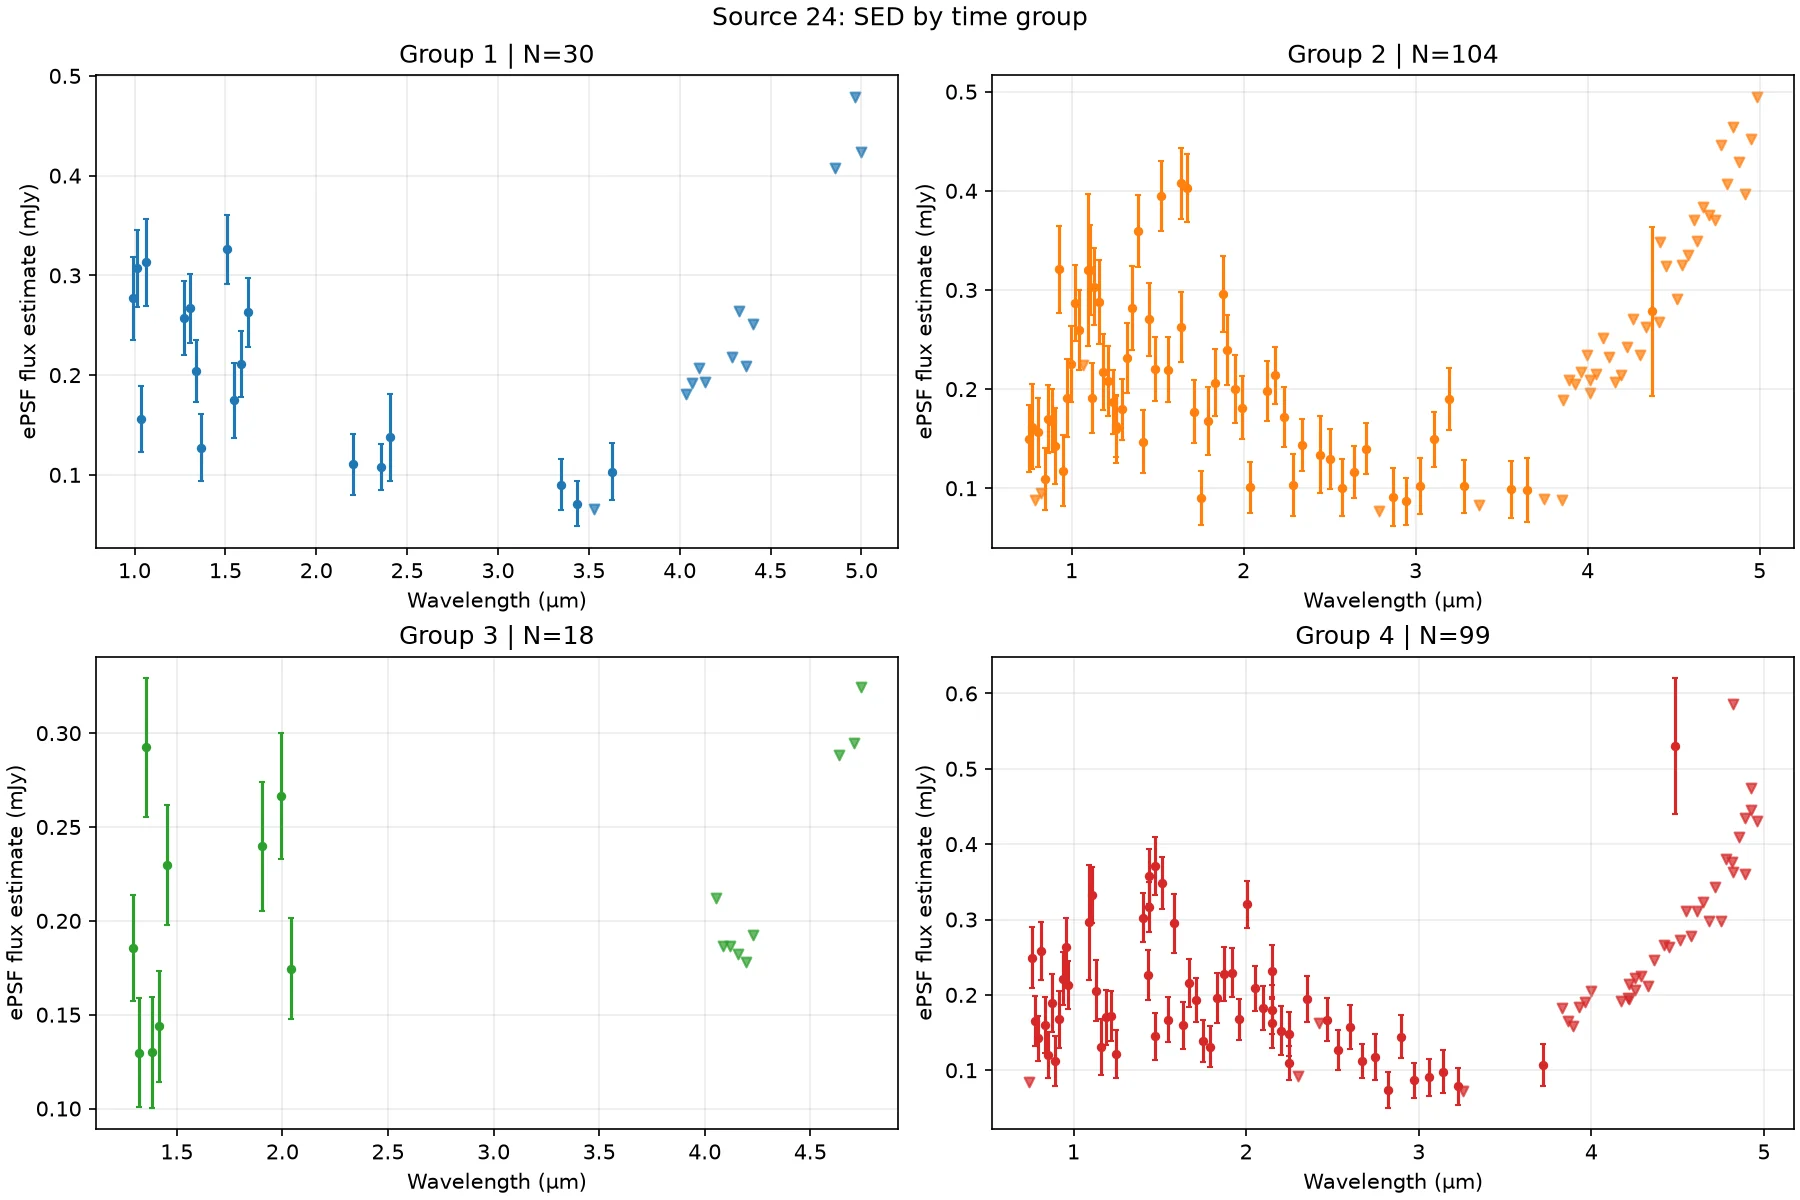 Source 24: SED by time group
Group 1 | N=30
ePSF flux estimate (mJy)
0.5
0.4
0.3
0.2
0.1
1.0 1.5 2.0 2.5 3.0 3.5 4.0 4.5 5.0
Wavelength (μm)
Group 2 | N=104
ePSF flux estimate (mJy)
0.5
0.4
0.3
0.2
0.1
1 2 3 4 5
Wavelength (μm)
Group 3 | N=18
ePSF flux estimate (mJy)
0.30
0.25
0.20
0.15
0.10
1.5 2.0 2.5 3.0 3.5 4.0 4.5
Wavelength (μm)
Group 4 | N=99
ePSF flux estimate (mJy)
0.6
0.5
0.4
0.3
0.2
0.1
1 2 3 4 5
Wavelength (μm)